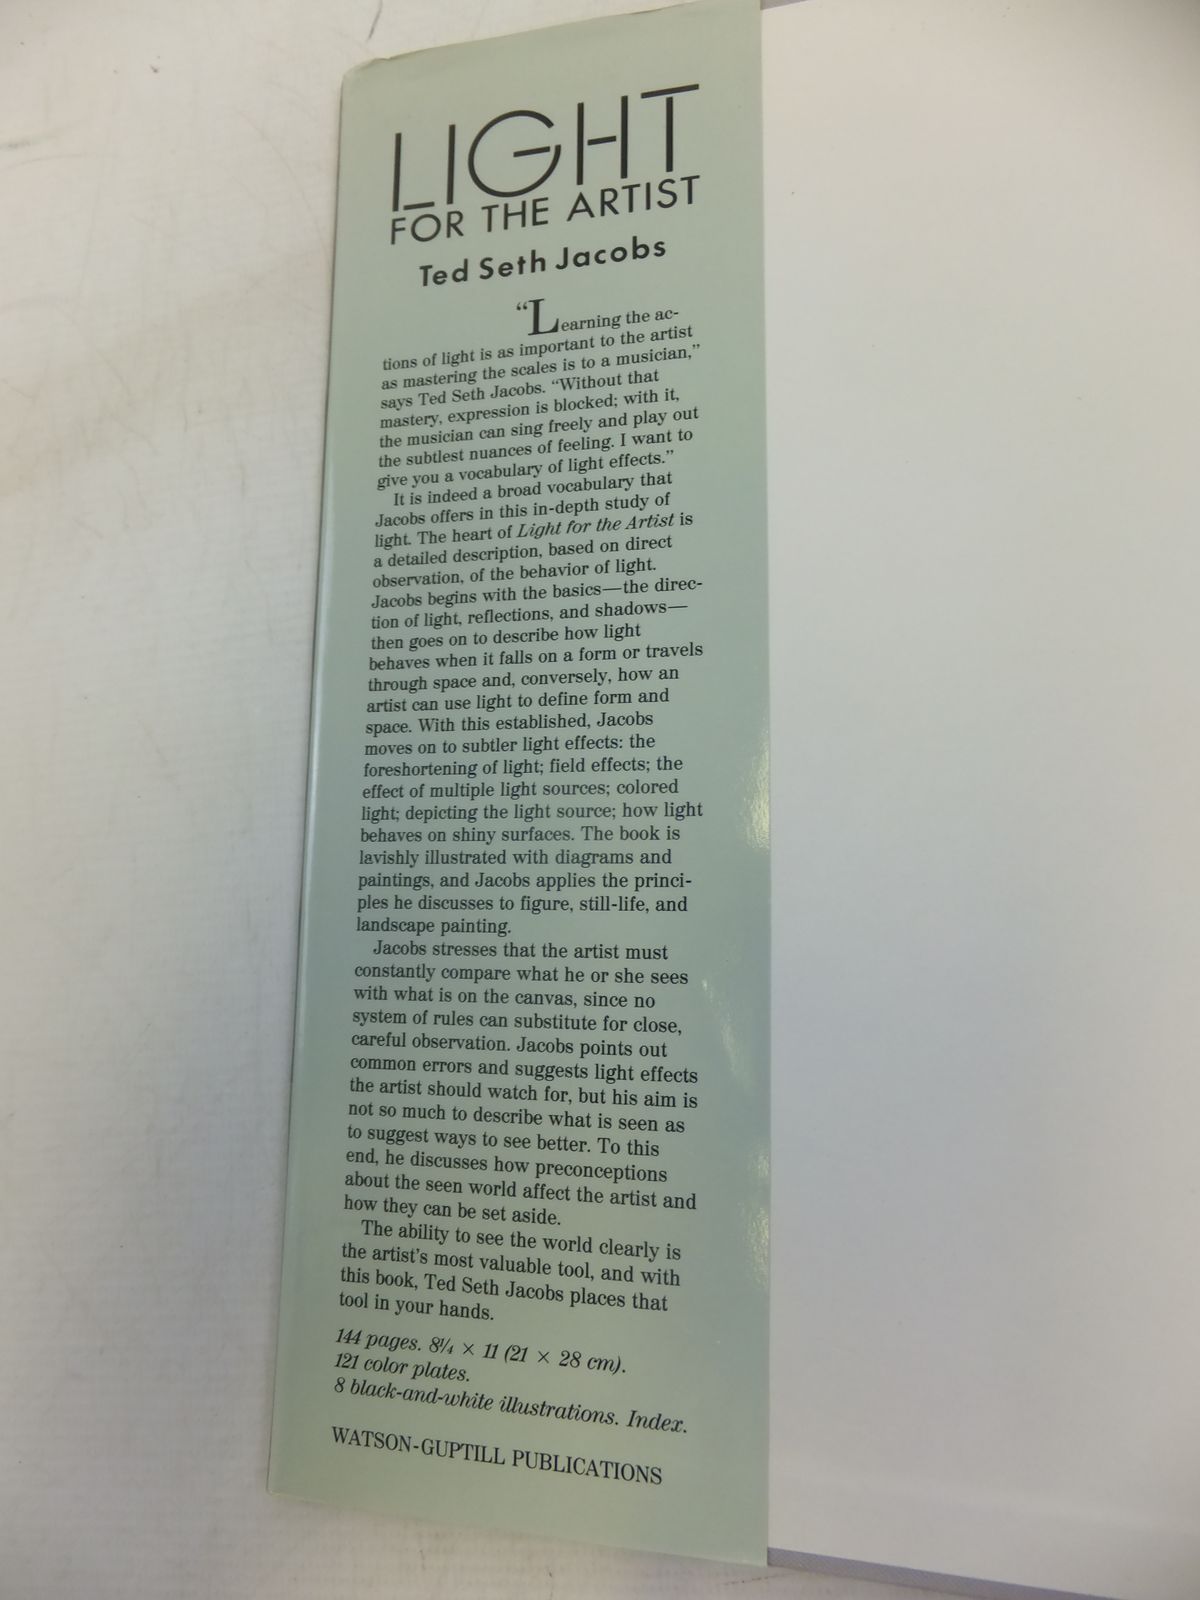 LIGHT
FOR THE ARTIST
Ted Seth Jacobs
“Learning the ac-
tions of light is as important to the artist
as mastering the scales is to a musician,”
says Ted Seth Jacobs. “Without that
mastery, expression is blocked; with it,
the musician can sing freely and play out
the subtlest nuances of feeling. I want to
give you a vocabulary of light effects.”
It is indeed a broad vocabulary that
Jacobs offers in this in-depth study of
light. The heart of Light for the Artist is
a detailed description, based on direct
observation, of the behavior of light.
Jacobs begins with the basics—the direc-
tion of light, reflections, and shadows—
then goes on to describe how light
behaves when it falls on a form or travels
through space and, conversely, how an
artist can use light to define form and
space. With this established, Jacobs
moves on to subtler light effects: the
foreshortening of light; field effects; the
effect of multiple light sources; colored
light; depicting the light source; how light
behaves on shiny surfaces. The book is
lavishly illustrated with diagrams and
paintings, and Jacobs applies the princi-
ples he discusses to figure, still-life, and
landscape painting.
Jacobs stresses that the artist must
constantly compare what he or she sees
with what is on the canvas, since no
system of rules can substitute for close,
careful observation. Jacobs points out
common errors and suggests light effects
the artist should watch for, but his aim is
not so much to describe what is seen as
to suggest ways to see better. To this
end, he discusses how preconceptions
about the seen world affect the artist and
how they can be set aside.
The ability to see the world clearly is
the artist's most valuable tool, and with
this book, Ted Seth Jacobs places that
tool in your hands.
144 pages. 8¼ × 11 (21 × 28 cm).
121 color plates.
8 black-and-white illustrations. Index.
WATSON-GUPTILL PUBLICATIONS